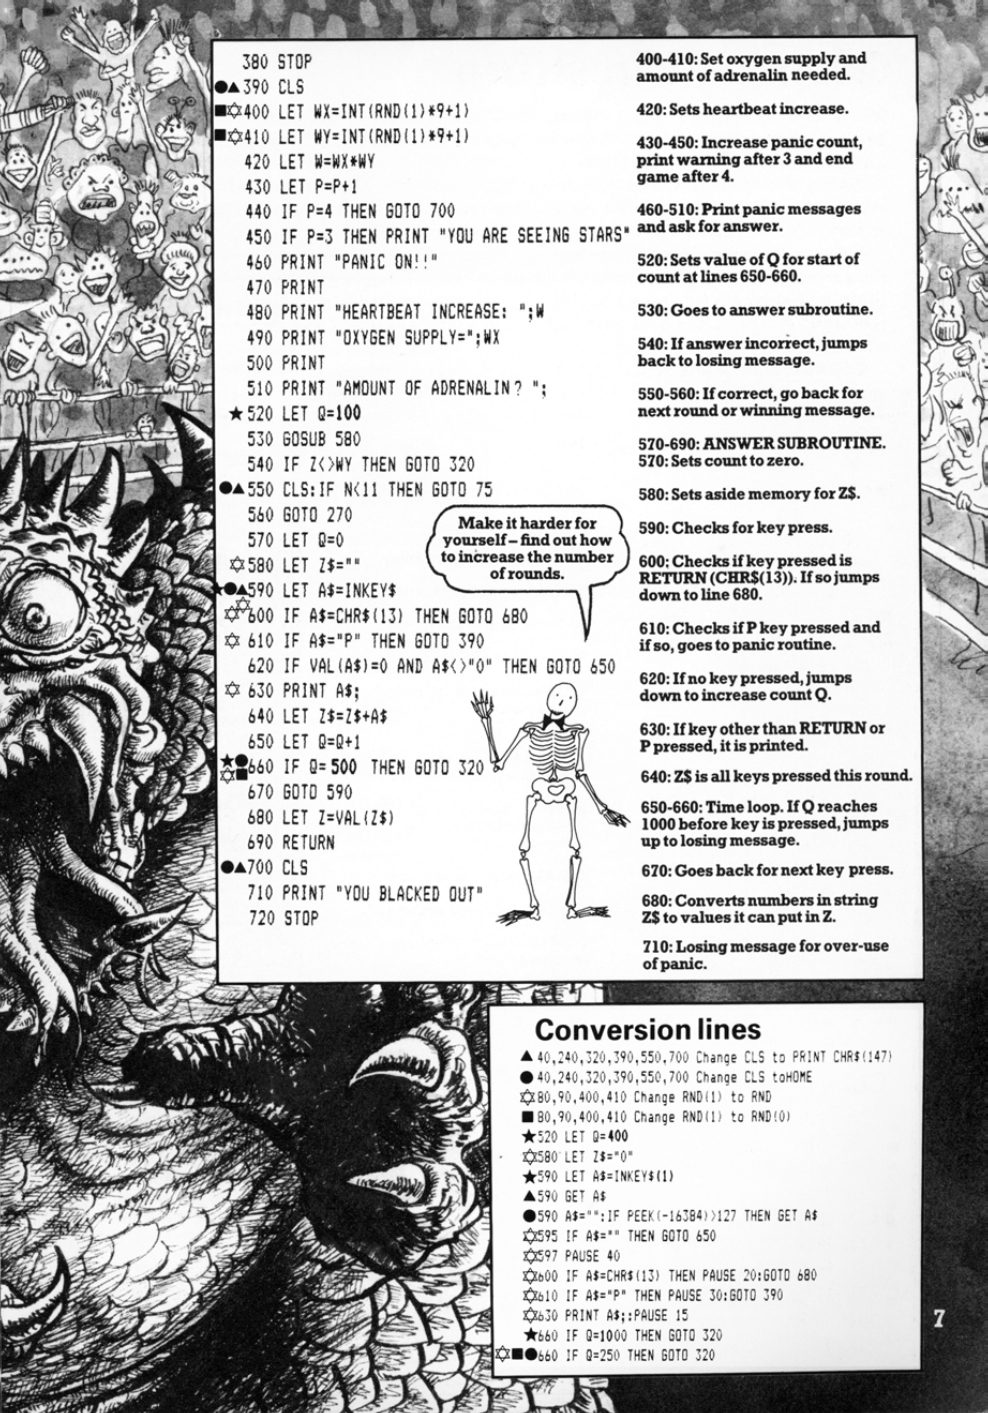 380 STOP
●▲390 CLS
■✡400 LET WX=INT(RND(1)*9+1)
■✡410 LET WY=INT(RND(1)*9+1)
420 LET W=WX*WY
430 LET P=P+1
440 IF P=4 THEN GOTO 700
450 IF P=3 THEN PRINT "YOU ARE SEEING STARS"
460 PRINT "PANIC ON!!"
470 PRINT
480 PRINT "HEARTBEAT INCREASE: ";W
490 PRINT "OXYGEN SUPPLY=";WX
500 PRINT
510 PRINT "AMOUNT OF ADRENALIN? ";
★520 LET Q=100
530 GOSUB 580
540 IF Z<>WY THEN GOTO 320
●▲550 CLS:IF N<11 THEN GOTO 75
560 GOTO 270
570 LET Q=0
✡580 LET Z$=""
★●▲✡590 LET A$=INKEY$
✡600 IF A$=CHR$(13) THEN GOTO 680
✡610 IF A$="P" THEN GOTO 390
620 IF VAL(A$)=0 AND A$<>"0" THEN GOTO 650
✡630 PRINT A$;
640 LET Z$=Z$+A$
650 LET Q=Q+1
★●✡■660 IF Q=500 THEN GOTO 320
670 GOTO 590
680 LET Z=VAL(Z$)
690 RETURN
●▲700 CLS
710 PRINT "YOU BLACKED OUT"
720 STOP
Make it harder for
yourself – find out how
to increase the number
of rounds.
400-410: Set oxygen supply and
amount of adrenalin needed.
420: Sets heartbeat increase.
430-450: Increase panic count,
print warning after 3 and end
game after 4.
460-510: Print panic messages
and ask for answer.
520: Sets value of Q for start of
count at lines 650-660.
530: Goes to answer subroutine.
540: If answer incorrect, jumps
back to losing message.
550-560: If correct, go back for
next round or winning message.
570-690: ANSWER SUBROUTINE.
570: Sets count to zero.
580: Sets aside memory for Z$.
590: Checks for key press.
600: Checks if key pressed is
RETURN (CHR$(13)). If so jumps
down to line 680.
610: Checks if P key pressed and
if so, goes to panic routine.
620: If no key pressed, jumps
down to increase count Q.
630: If key other than RETURN or
P pressed, it is printed.
640: Z$ is all keys pressed this round.
650-660: Time loop. If Q reaches
1000 before key is pressed, jumps
up to losing message.
670: Goes back for next key press.
680: Converts numbers in string
Z$ to values it can put in Z.
710: Losing message for over-use
of panic.
Conversion lines
▲40,240,320,390,550,700 Change CLS to PRINT CHR$(147)
●40,240,320,390,550,700 Change CLS toHOME
✡80,90,400,410 Change RND(1) to RND
■80,90,400,410 Change RND(1) to RND(0)
★520 LET Q=400
✡580 LET Z$="0"
★590 LET A$=INKEY$(1)
▲590 GET A$
●590 A$="":IF PEEK(-16384)>127 THEN GET A$
✡595 IF A$="" THEN GOTO 650
✡597 PAUSE 40
✡600 IF A$=CHR$(13) THEN PAUSE 20:GOTO 680
✡610 IF A$="P" THEN PAUSE 30:GOTO 390
✡630 PRINT A$;:PAUSE 15
★660 IF Q=1000 THEN GOTO 320
✡■●660 IF Q=250 THEN GOTO 320
7